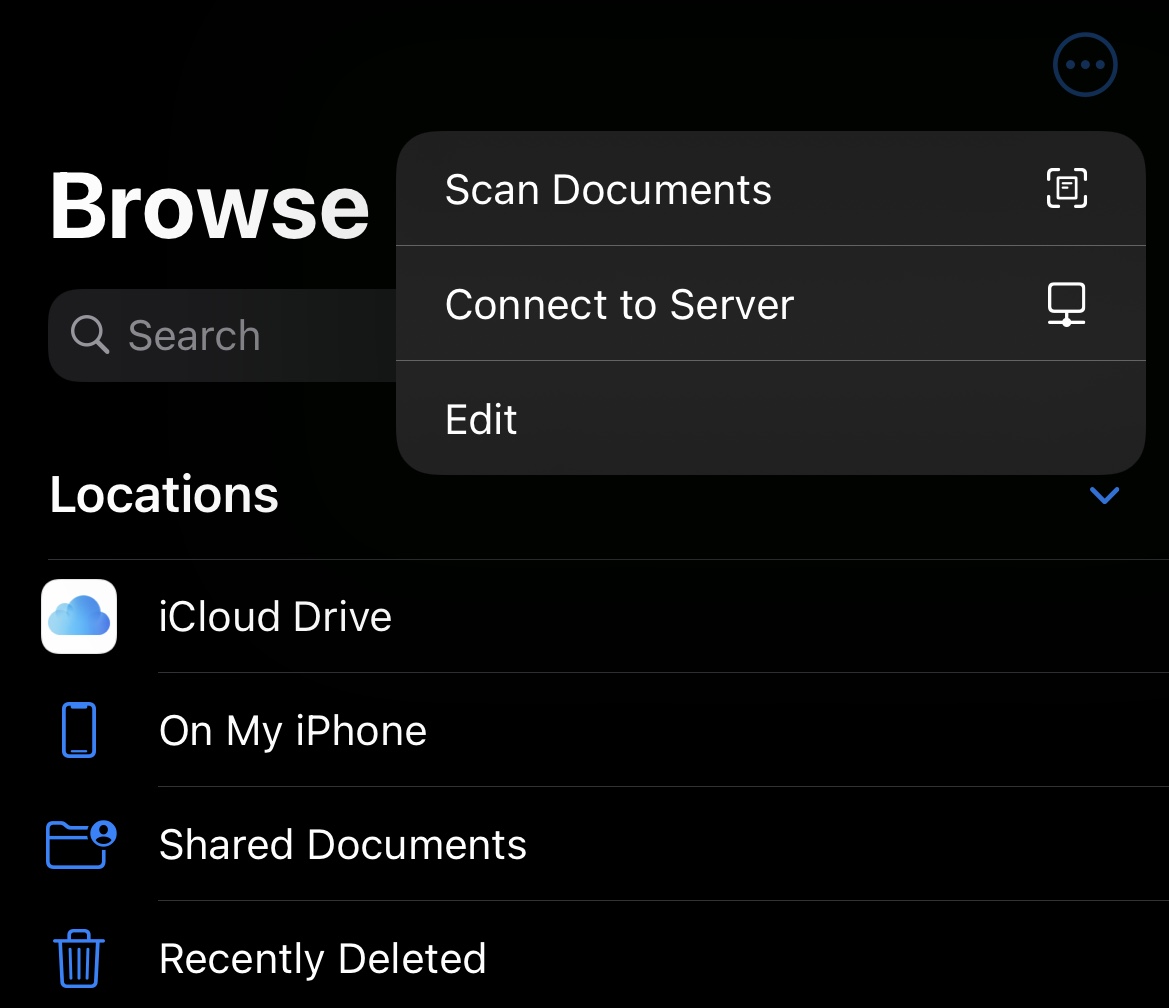 Browse
Scan Documents
Connect to Server
Edit
Search
Locations
iCloud Drive
On My iPhone
Shared Documents
Recently Deleted